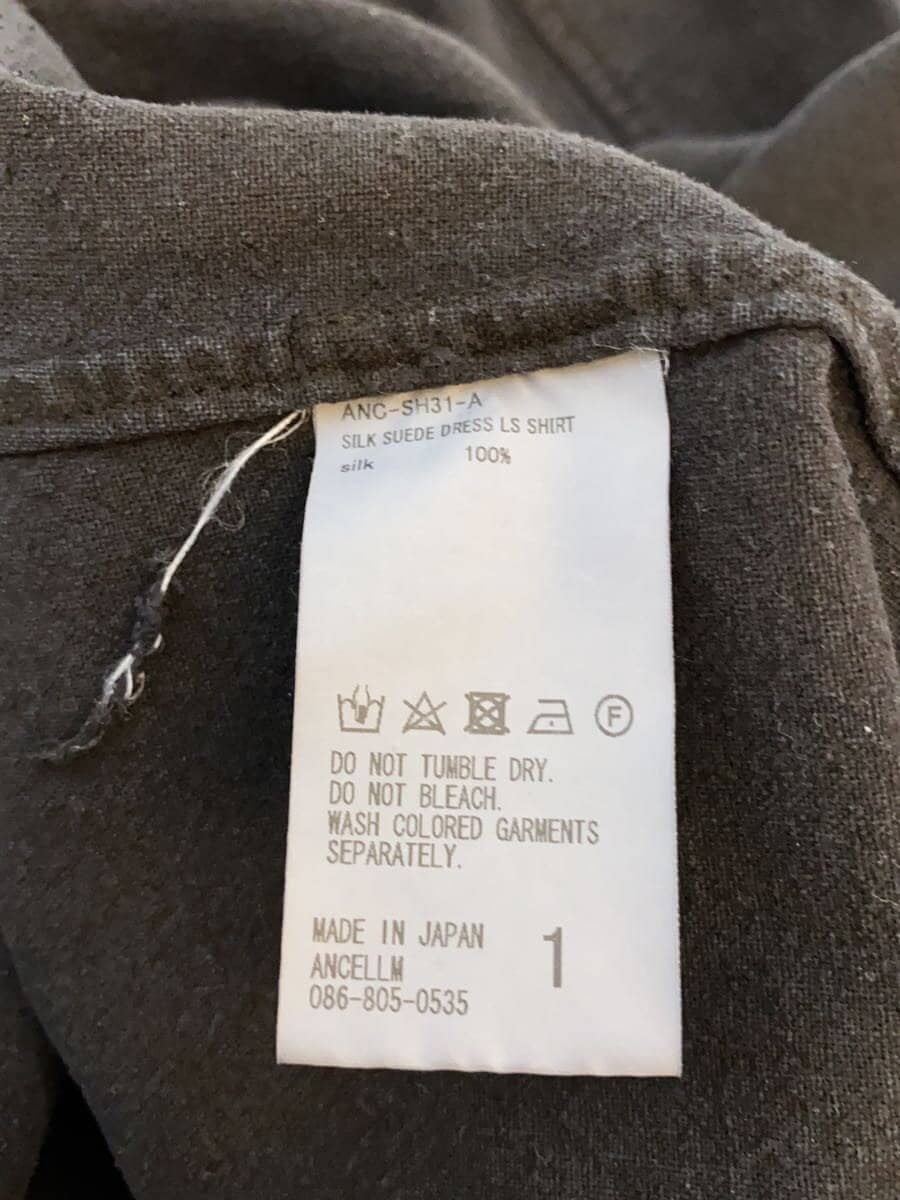 ANC-SH31-A
SILK SUEDE DRESS LS SHIRT
silk 100%
F
DO NOT TUMBLE DRY.
DO NOT BLEACH.
WASH COLORED GARMENTS
SEPARATELY.
MADE IN JAPAN
ANCELLM
086-805-0535
1